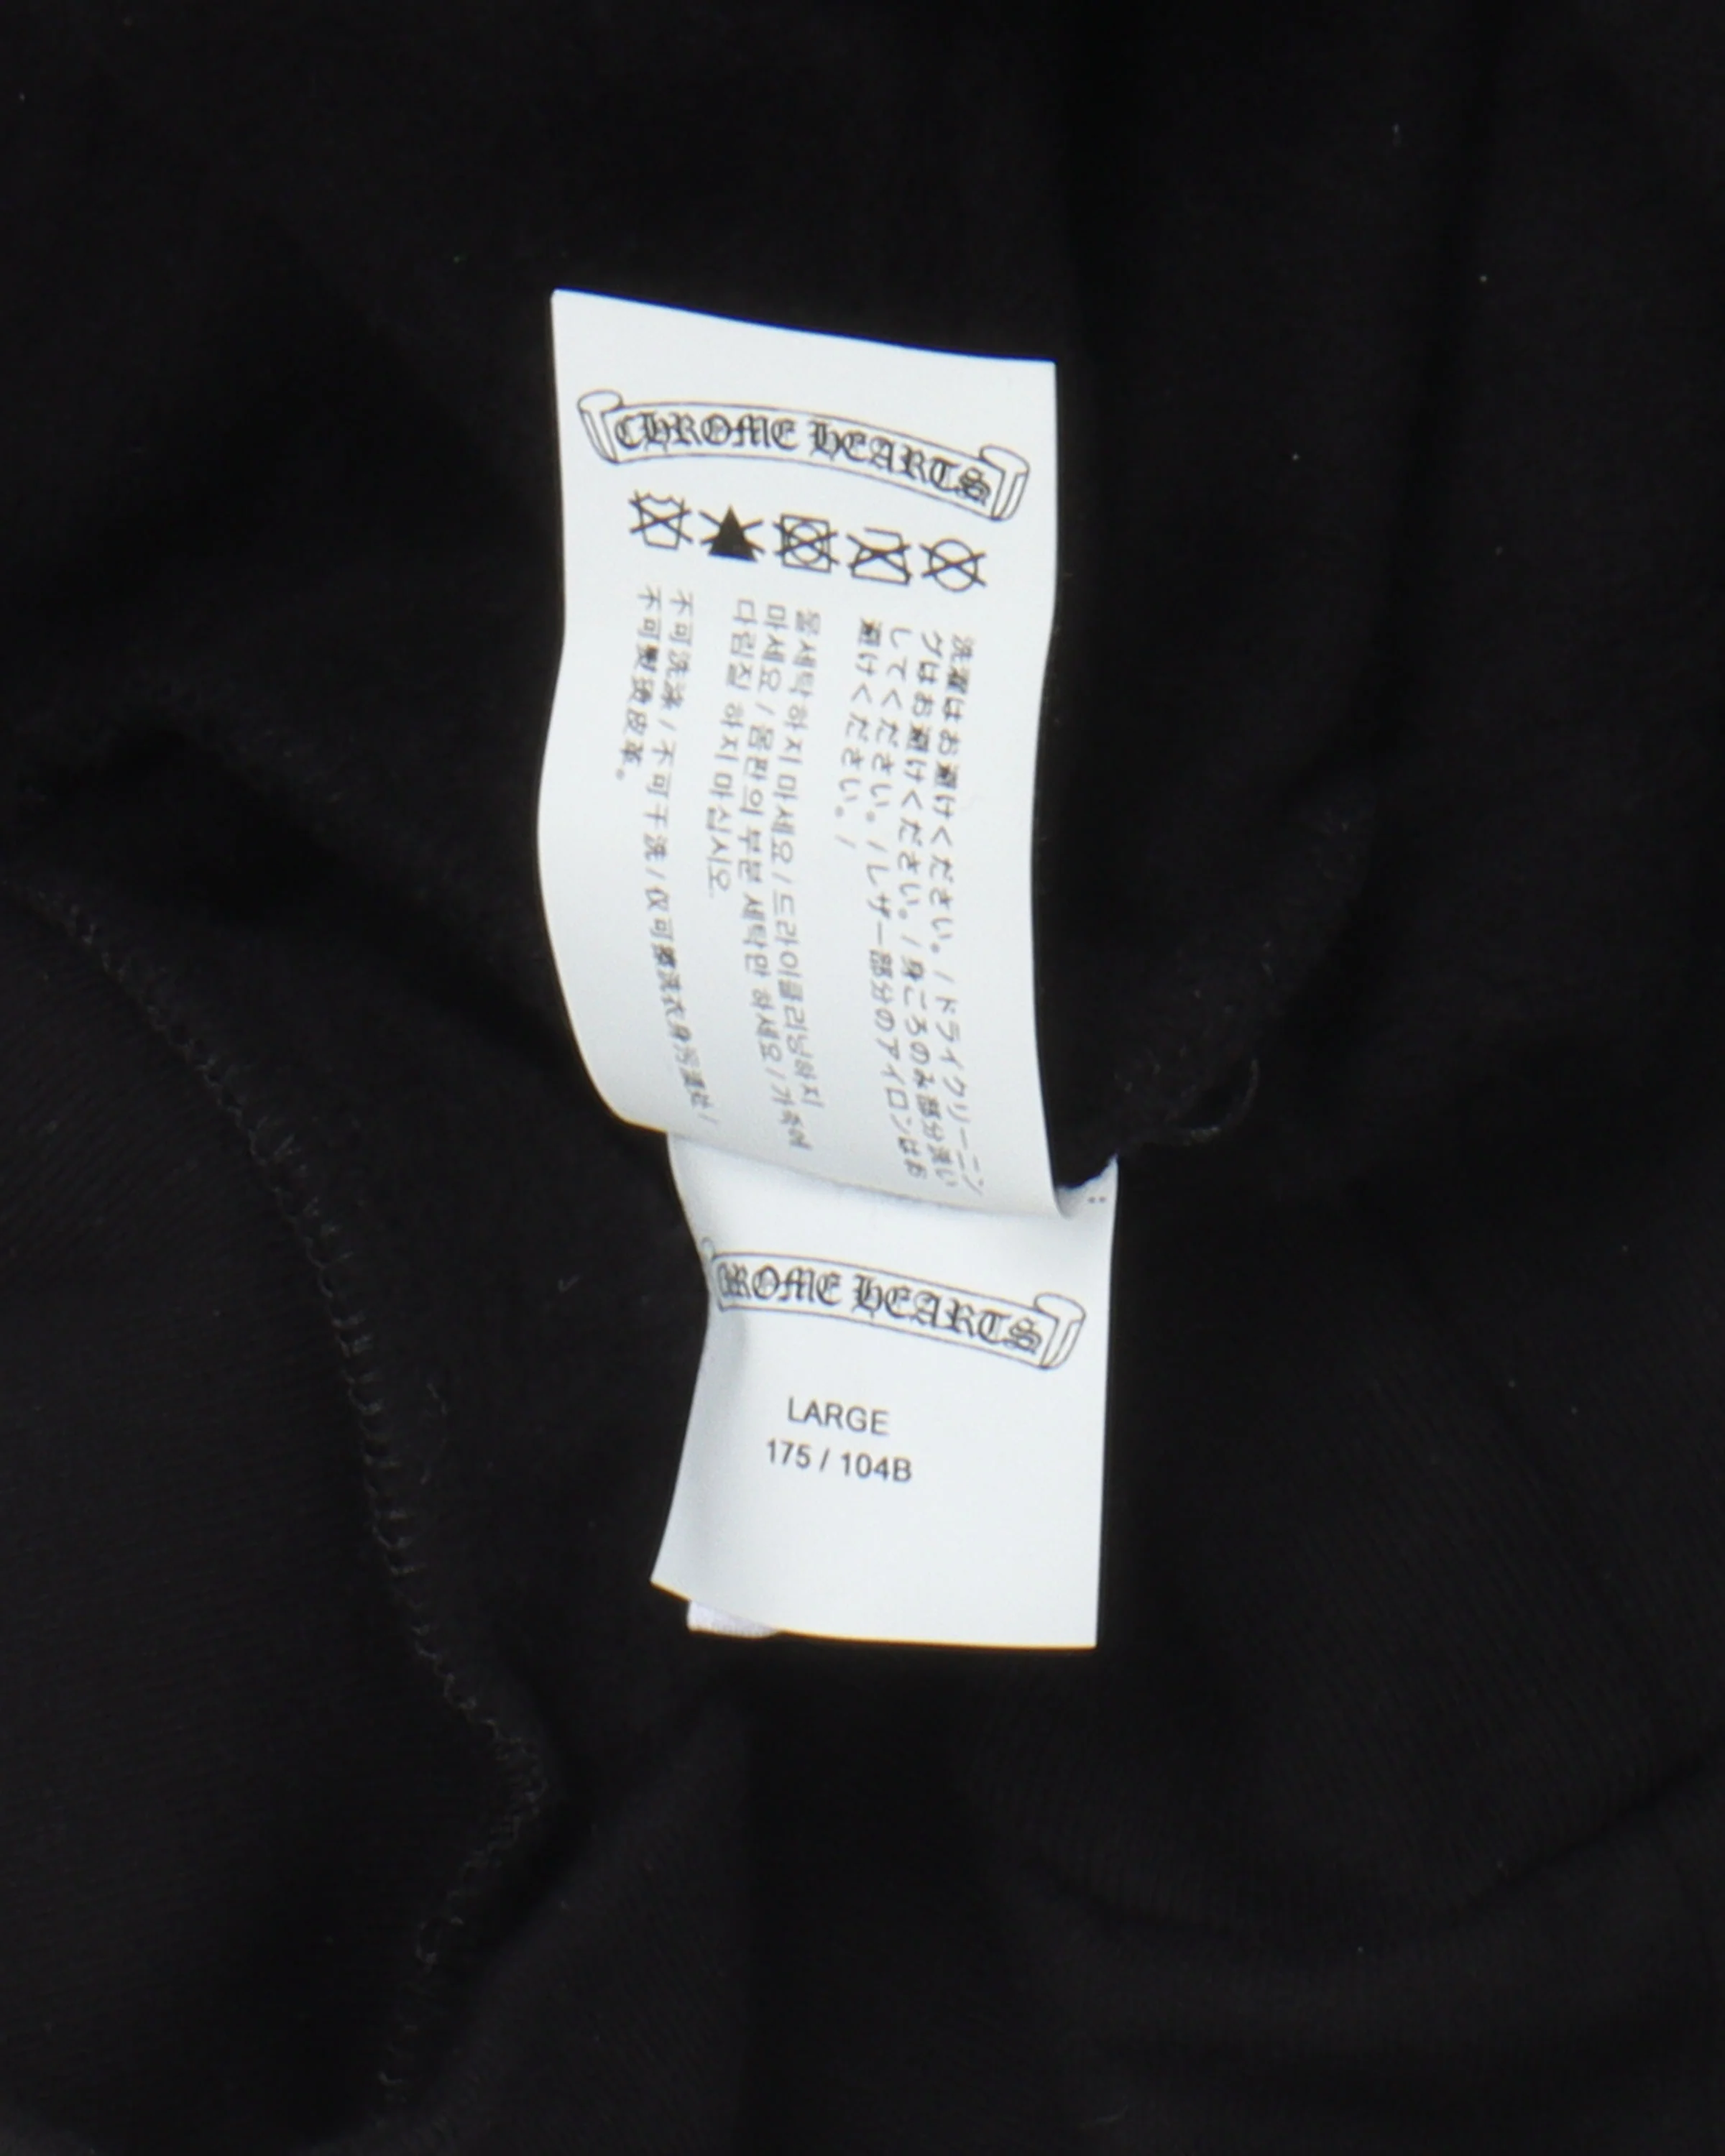 CHROME HEARTS
洗濯はお避けください。/ ドライクリーニン
グはお避けください。/ 身ごろのみ部分洗い
してください。/ レザー部分のアイロンはお
避けください。/
물세탁하지 마세요 / 드라이클리닝하지
마세요 / 몸판의 부분 세탁만 하세요 / 가죽에
다림질 하지 마십시오.
不可洗涤 / 不可干洗 / 仅可擦洗衣身污渍处 /
不可熨烫皮革。
ROME HEARTS
LARGE
175 / 104B